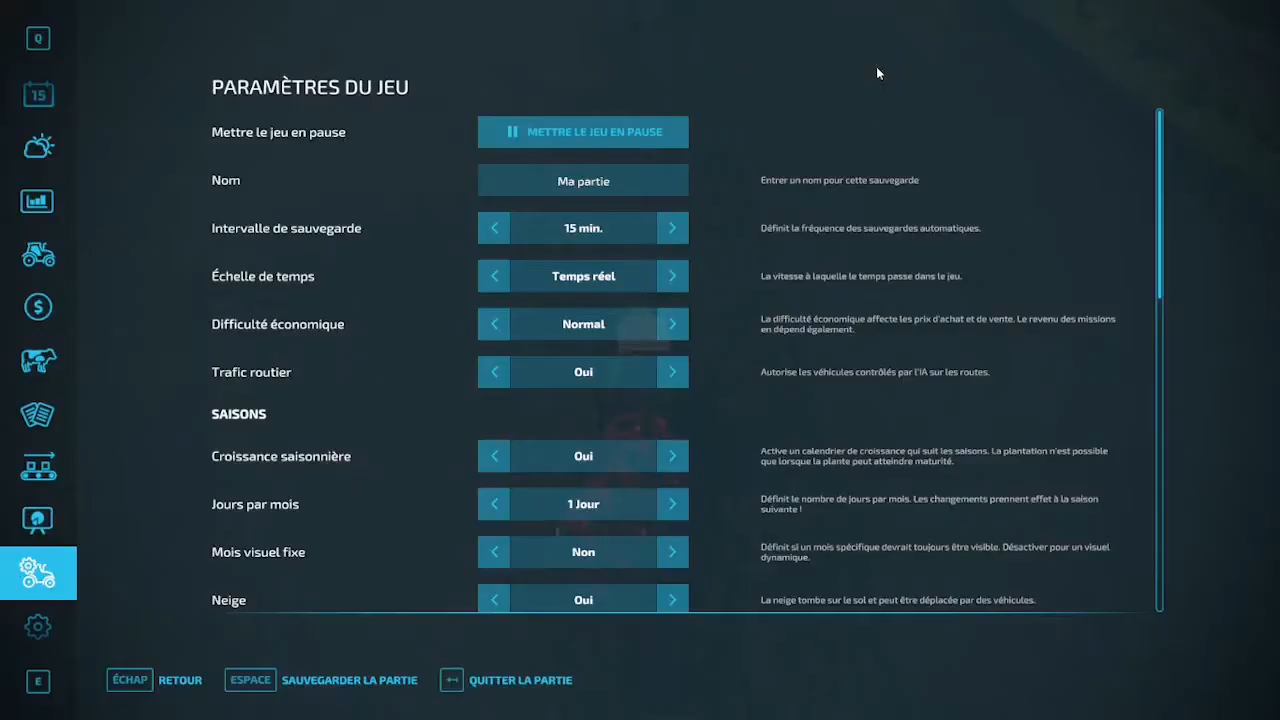 Q
15
PARAMÈTRES DU JEU
Mettre le jeu en pause
METTRE LE JEU EN PAUSE
Nom
Ma partie
Entrer un nom pour cette sauvegarde
Intervalle de sauvegarde
15 min.
Définit la fréquence des sauvegardes automatiques.
Échelle de temps
Temps réel
La vitesse à laquelle le temps passe dans le jeu.
Difficulté économique
Normal
La difficulté économique affecte les prix d'achat et de vente. Le revenu des missions
en dépend également.
Trafic routier
Oui
Autorise les véhicules contrôlés par l'IA sur les routes.
SAISONS
Croissance saisonnière
Oui
Active un calendrier de croissance qui suit les saisons. La plantation n'est possible
que lorsque la plante peut atteindre maturité.
Jours par mois
1 Jour
Définit le nombre de jours par mois. Les changements prennent effet à la saison
suivante !
Mois visuel fixe
Non
Définit si un mois spécifique devrait toujours être visible. Désactiver pour un visuel
dynamique.
Neige
Oui
La neige tombe sur le sol et peut être déplacée par des véhicules.
E
ÉCHAP RETOUR
ESPACE SAUVEGARDER LA PARTIE
QUITTER LA PARTIE